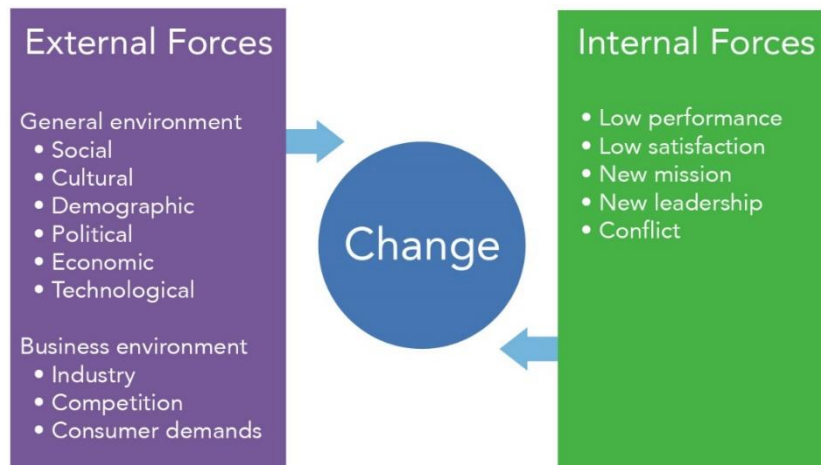 External Forces
General environment
• Social
• Cultural
• Demographic
• Political
• Economic
• Technological
Business environment
• Industry
• Competition
• Consumer demands
Change
Internal Forces
• Low performance
• Low satisfaction
• New mission
• New leadership
• Conflict